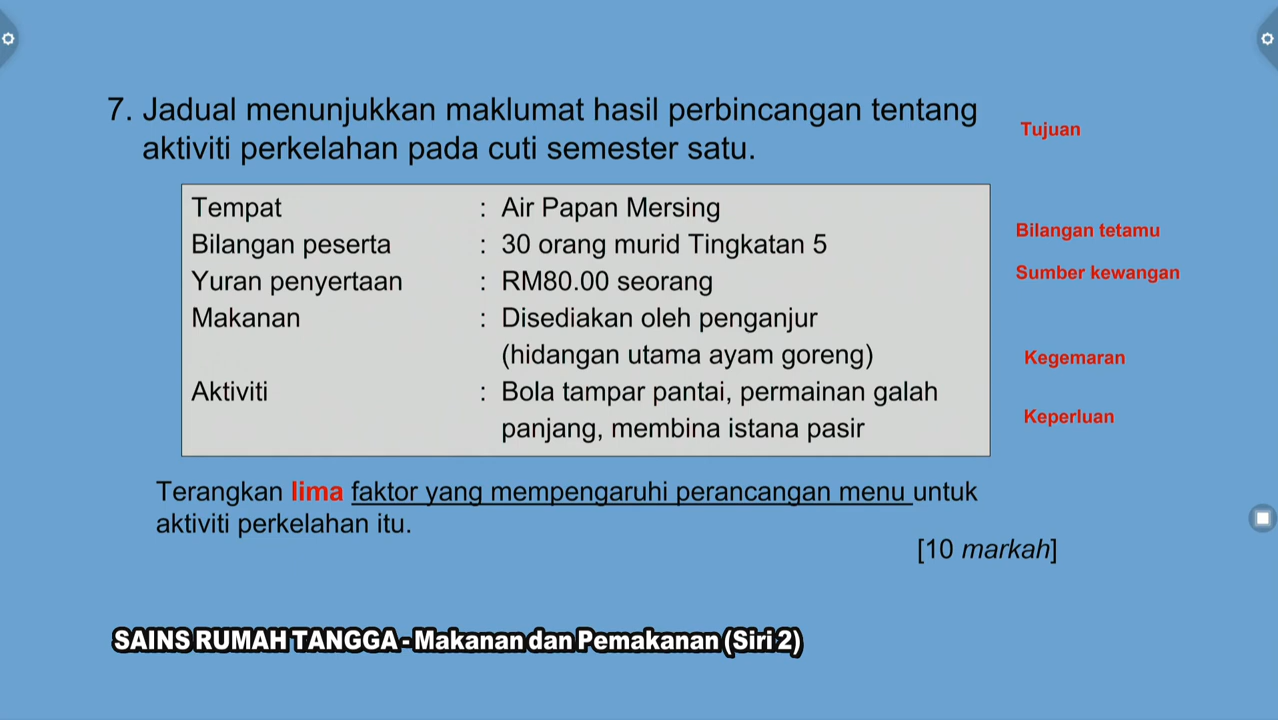 7. Jadual menunjukkan maklumat hasil perbincangan tentang
aktiviti perkelahan pada cuti semester satu.
Tujuan
Tempat : Air Papan Mersing
Bilangan peserta : 30 orang murid Tingkatan 5
Bilangan tetamu
Yuran penyertaan : RM80.00 seorang
Sumber kewangan
Makanan : Disediakan oleh penganjur
(hidangan utama ayam goreng)
Kegemaran
Aktiviti : Bola tampar pantai, permainan galah
panjang, membina istana pasir
Keperluan
Terangkan lima faktor yang mempengaruhi perancangan menu untuk
aktiviti perkelahan itu.
[10 markah]
SAINS RUMAH TANGGA - Makanan dan Pemakanan (Siri 2)